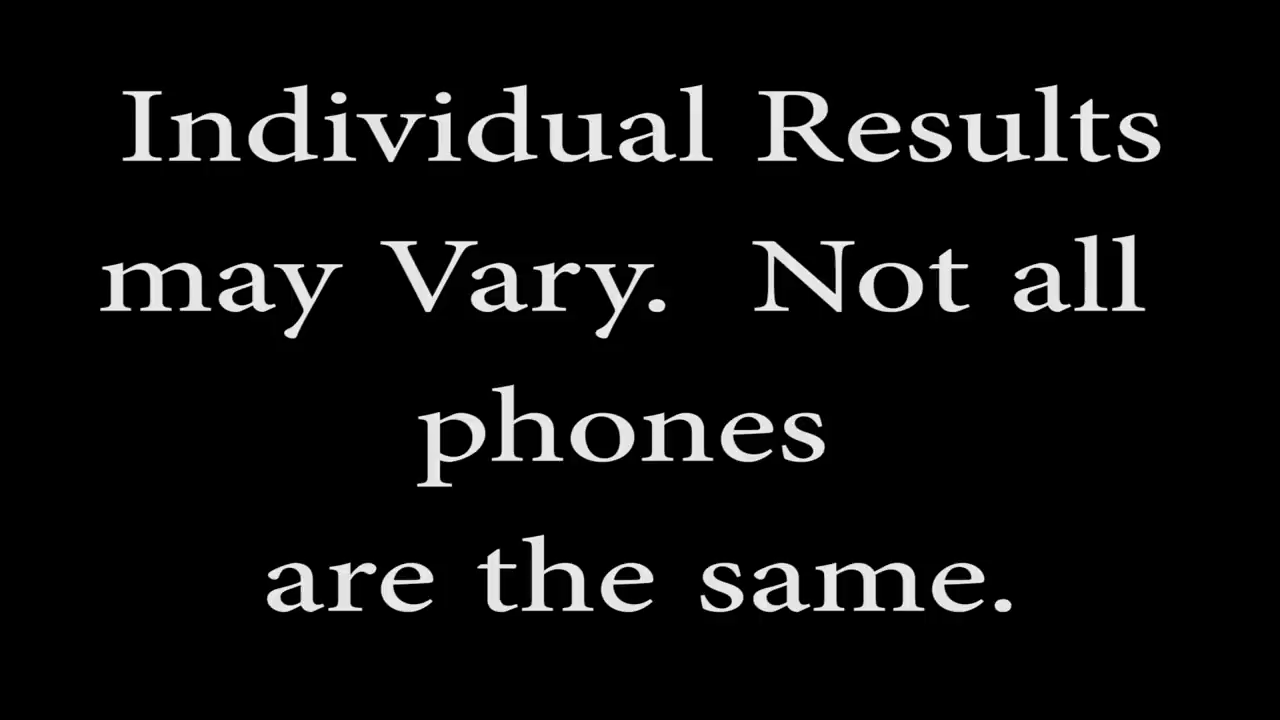 Individual Results
may Vary.  Not all
phones
are the same.